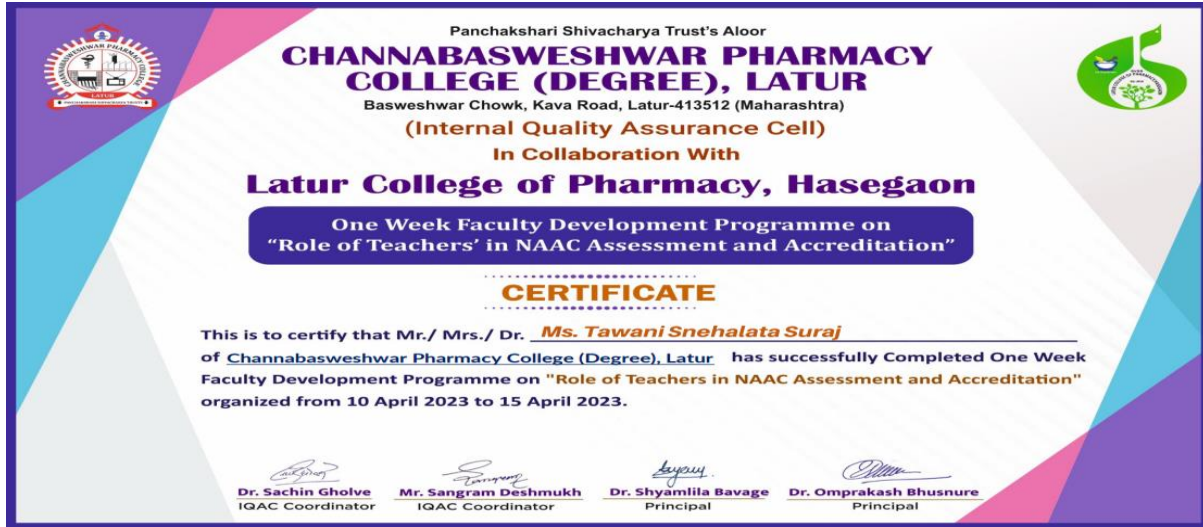 Panchakshari Shivacharya Trust's Aloor
CHANNABASWESHWAR PHARMACY
COLLEGE (DEGREE), LATUR
Basweshwar Chowk, Kava Road, Latur-413512 (Maharashtra)
(Internal Quality Assurance Cell)
In Collaboration With
Latur College of Pharmacy, Hasegaon
One Week Faculty Development Programme on
“Role of Teachers’ in NAAC Assessment and Accreditation”
CERTIFICATE
This is to certify that Mr./ Mrs./ Dr. Ms. Tawani Snehalata Suraj
of Channabasweshwar Pharmacy College (Degree), Latur has successfully Completed One Week
Faculty Development Programme on "Role of Teachers in NAAC Assessment and Accreditation"
organized from 10 April 2023 to 15 April 2023.
Dr. Sachin Gholve Mr. Sangram Deshmukh Dr. Shyamlila Bavage Dr. Omprakash Bhusnure
IQAC Coordinator IQAC Coordinator Principal Principal
CHANNABASWESHWAR PHARMACY COLLEGE
LATUR